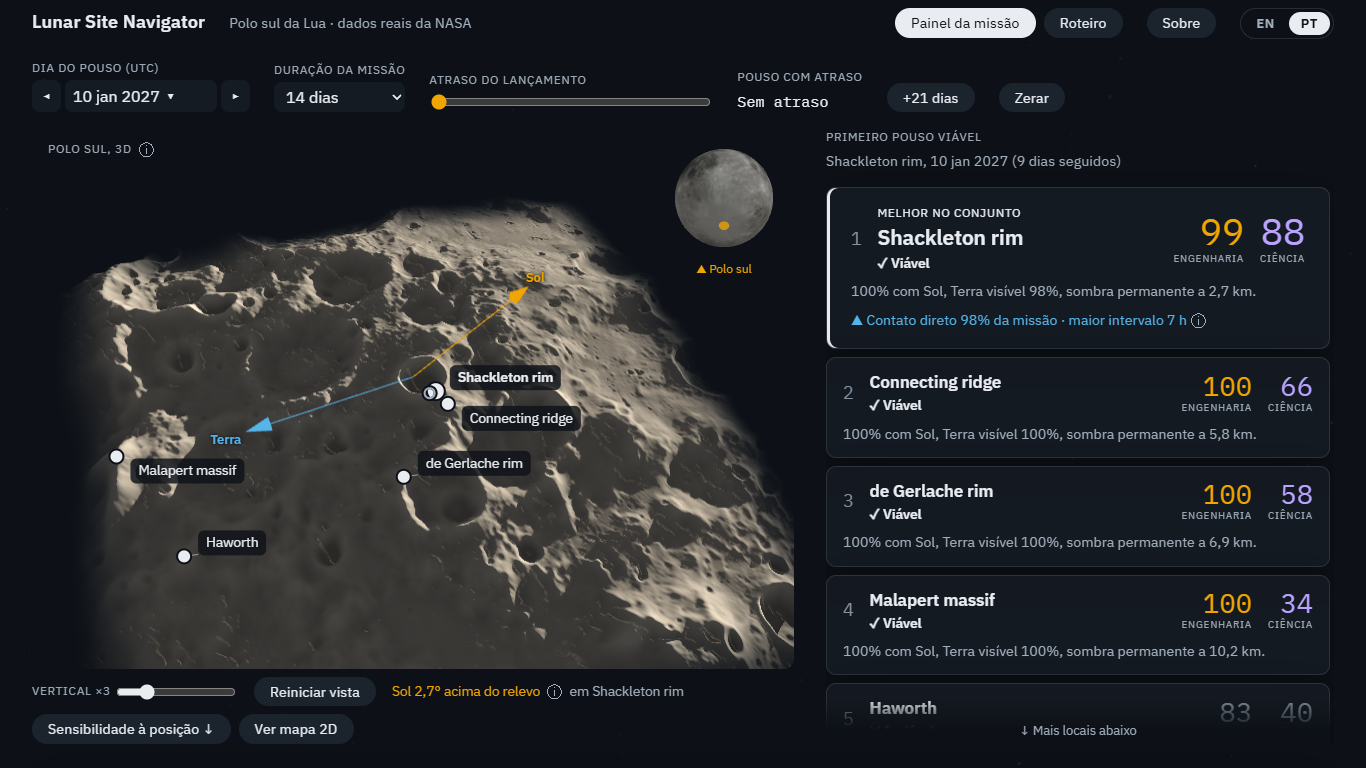 Lunar Site Navigator
Polo sul da Lua · dados reais da NASA
Painel da missão
Roteiro
Sobre
EN
PT
DIA DO POUSO (UTC)
◂
10 jan 2027 ▾
▸
DURAÇÃO DA MISSÃO
14 dias
ATRASO DO LANÇAMENTO
POUSO COM ATRASO
Sem atraso
+21 dias
Zerar
POLO SUL, 3D ⓘ
▲ Polo sul
Sol
Shackleton rim
Connecting ridge
Terra
de Gerlache rim
Malapert massif
Haworth
VERTICAL ×3
Reiniciar vista
Sol 2,7° acima do relevo ⓘ em Shackleton rim
Sensibilidade à posição ↓
Ver mapa 2D
PRIMEIRO POUSO VIÁVEL
Shackleton rim, 10 jan 2027 (9 dias seguidos)
MELHOR NO CONJUNTO
1 Shackleton rim
✓ Viável
99 88
ENGENHARIA CIÊNCIA
100% com Sol, Terra visível 98%, sombra permanente a 2,7 km.
▲ Contato direto 98% da missão · maior intervalo 7 h ⓘ
2 Connecting ridge
✓ Viável
100 66
ENGENHARIA CIÊNCIA
100% com Sol, Terra visível 100%, sombra permanente a 5,8 km.
3 de Gerlache rim
✓ Viável
100 58
ENGENHARIA CIÊNCIA
100% com Sol, Terra visível 100%, sombra permanente a 6,9 km.
4 Malapert massif
✓ Viável
100 34
ENGENHARIA CIÊNCIA
100% com Sol, Terra visível 100%, sombra permanente a 10,2 km.
5 Haworth
83 40
↓ Mais locais abaixo